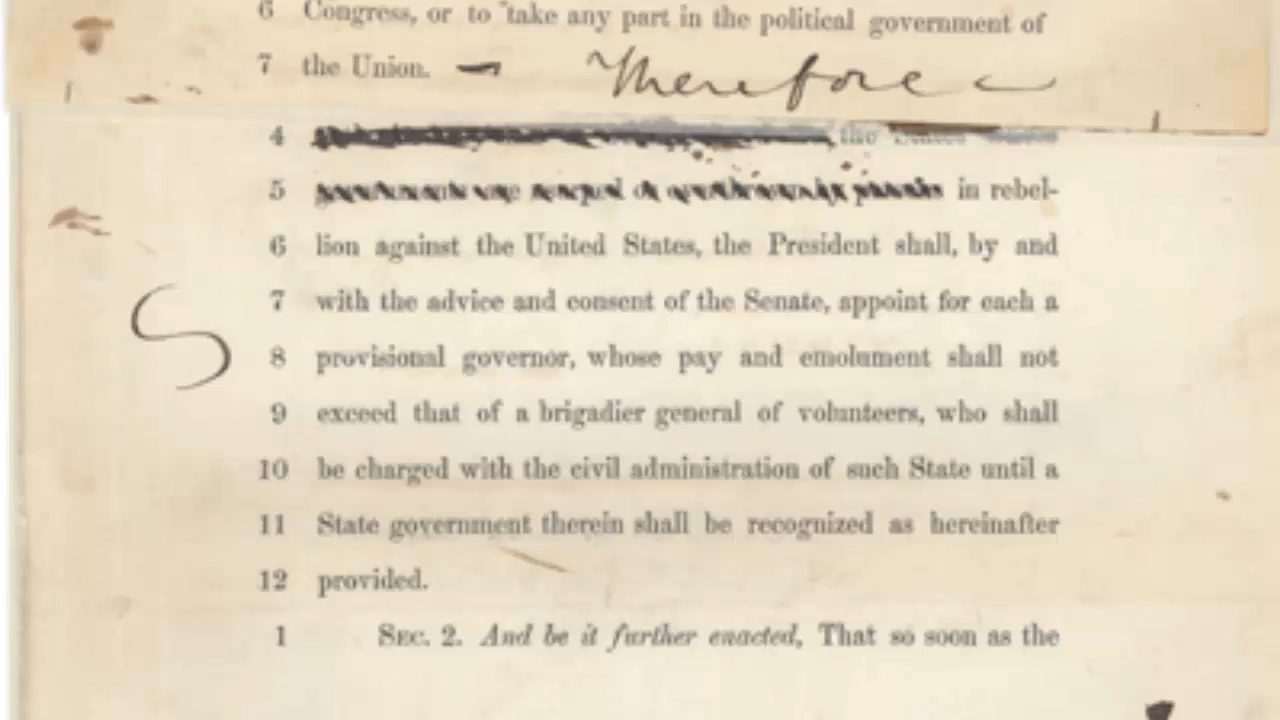 6 Congress, or to take any part in the political government of
7 the Union. — Therefore
4 the States
5 in rebel-
6 lion against the United States, the President shall, by and
7 with the advice and consent of the Senate, appoint for each a
8 provisional governor, whose pay and emolument shall not
9 exceed that of a brigadier general of volunteers, who shall
10 be charged with the civil administration of such State until a
11 State government therein shall be recognized as hereinafter
12 provided.
1 SEC. 2. And be it further enacted, That so soon as the